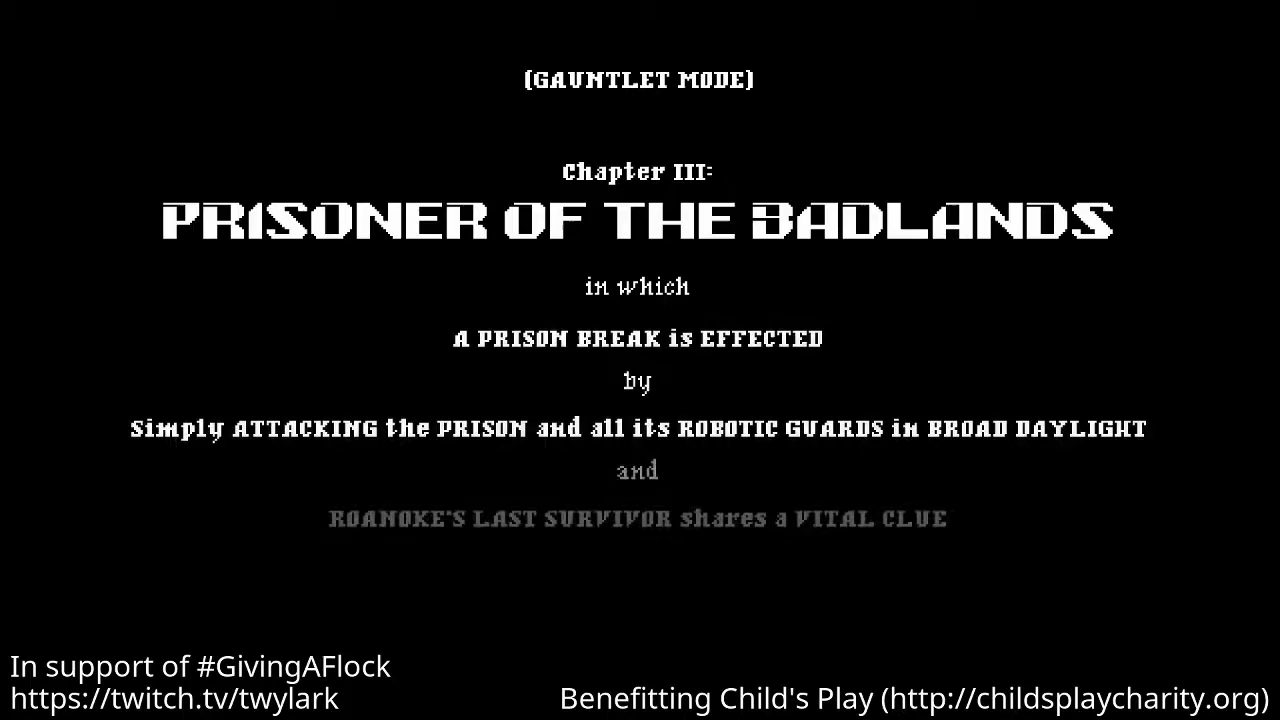 (GAUNTLET MODE)
Chapter III:
PRISONER OF THE BADLANDS
in which
A PRISON BREAK is EFFECTED
by
Simply ATTACKING the PRISON and all its ROBOTIC GUARDS in BROAD DAYLIGHT
and
ROANOKE'S LAST SURVIVOR shares a VITAL CLUE
In support of #GivingAFlock
https://twitch.tv/twylark
Benefitting Child's Play (http://childsplaycharity.org)